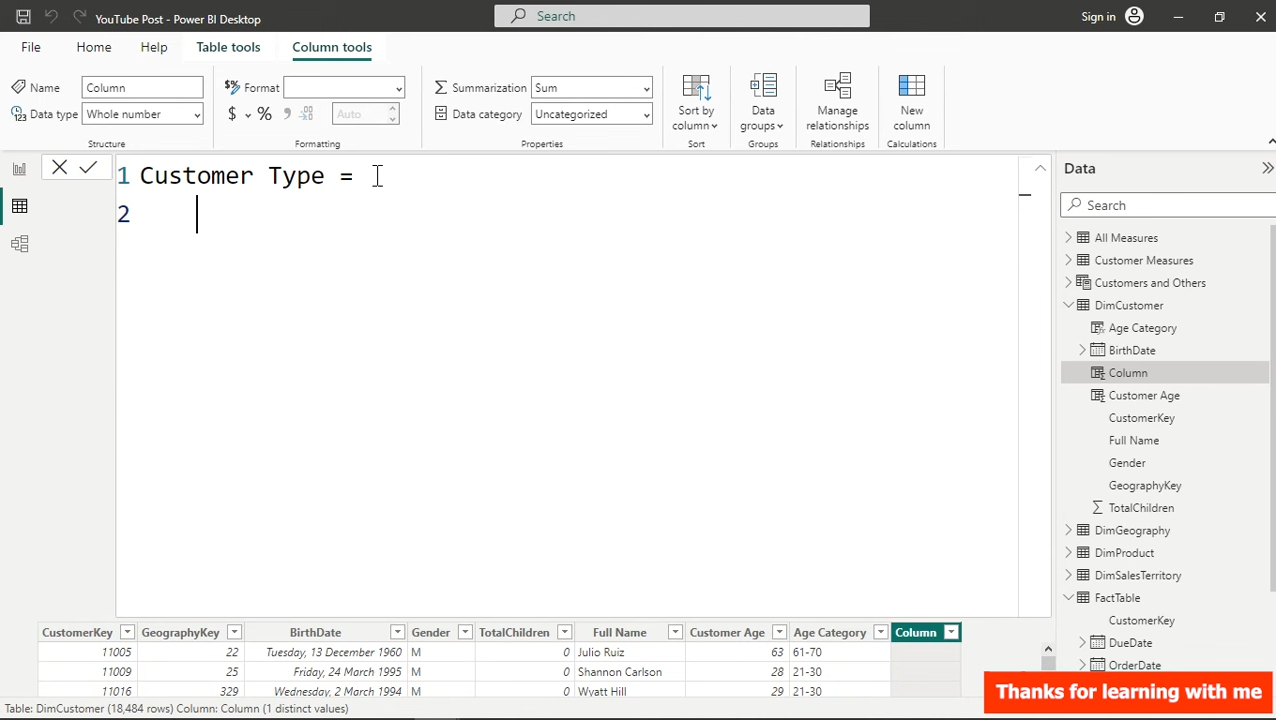 YouTube Post - Power BI Desktop
Search
Sign in
File
Home
Help
Table tools
Column tools
Name
Column
Format
Summarization
Sum
Data type
Whole number
$ % Auto
Data category
Uncategorized
Sort by column
Data groups
Manage relationships
New column
Structure
Formatting
Properties
Sort
Groups
Relationships
Calculations
1 Customer Type =
2
Data
Search
All Measures
Customer Measures
Customers and Others
DimCustomer
Age Category
BirthDate
Column
Customer Age
CustomerKey
Full Name
Gender
GeographyKey
TotalChildren
DimGeography
DimProduct
DimSalesTerritory
FactTable
CustomerKey
DueDate
OrderDate
CustomerKey GeographyKey BirthDate Gender TotalChildren Full Name Customer Age Age Category Column
11005 22 Tuesday, 13 December 1960 M 0 Julio Ruiz 63 61-70
11009 25 Friday, 24 March 1995 M 0 Shannon Carlson 28 21-30
11016 329 Wednesday, 2 March 1994 M 0 Wyatt Hill 29 21-30
Thanks for learning with me
Table: DimCustomer (18,484 rows) Column: Column (1 distinct values)